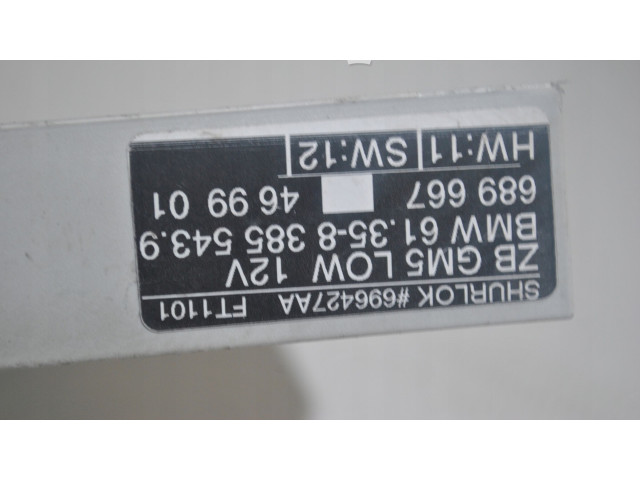 SHURLOK #696427AA FT1101
ZB GM5 LOW 12V
BMW 61.35-8 385 543.9
689 667 46 99 01
HW:11 SW:12